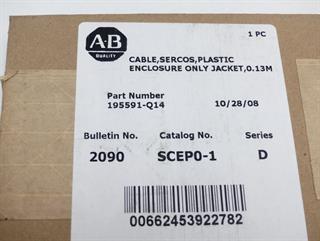 1 PC
A-B
QUALITY
CABLE,SERCOS,PLASTIC
ENCLOSURE ONLY JACKET,0.13M
Part Number
195591-Q14 10/28/08
Bulletin No. Catalog No. Series
2090 SCEP0-1 D
00662453922782